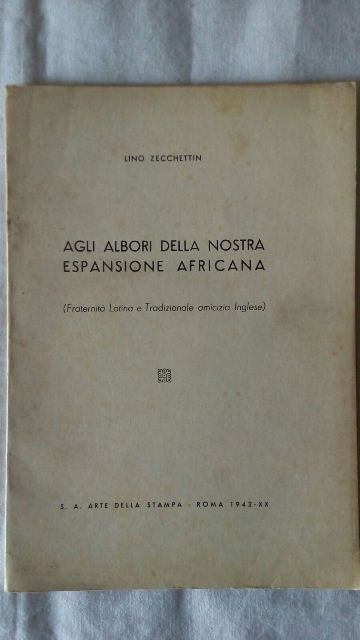 LINO ZECCHETTIN
AGLI ALBORI DELLA NOSTRA
ESPANSIONE AFRICANA
(Fraternità Latina e Tradizionale amicizia Inglese)
S. A. ARTE DELLA STAMPA - ROMA 1942-XX